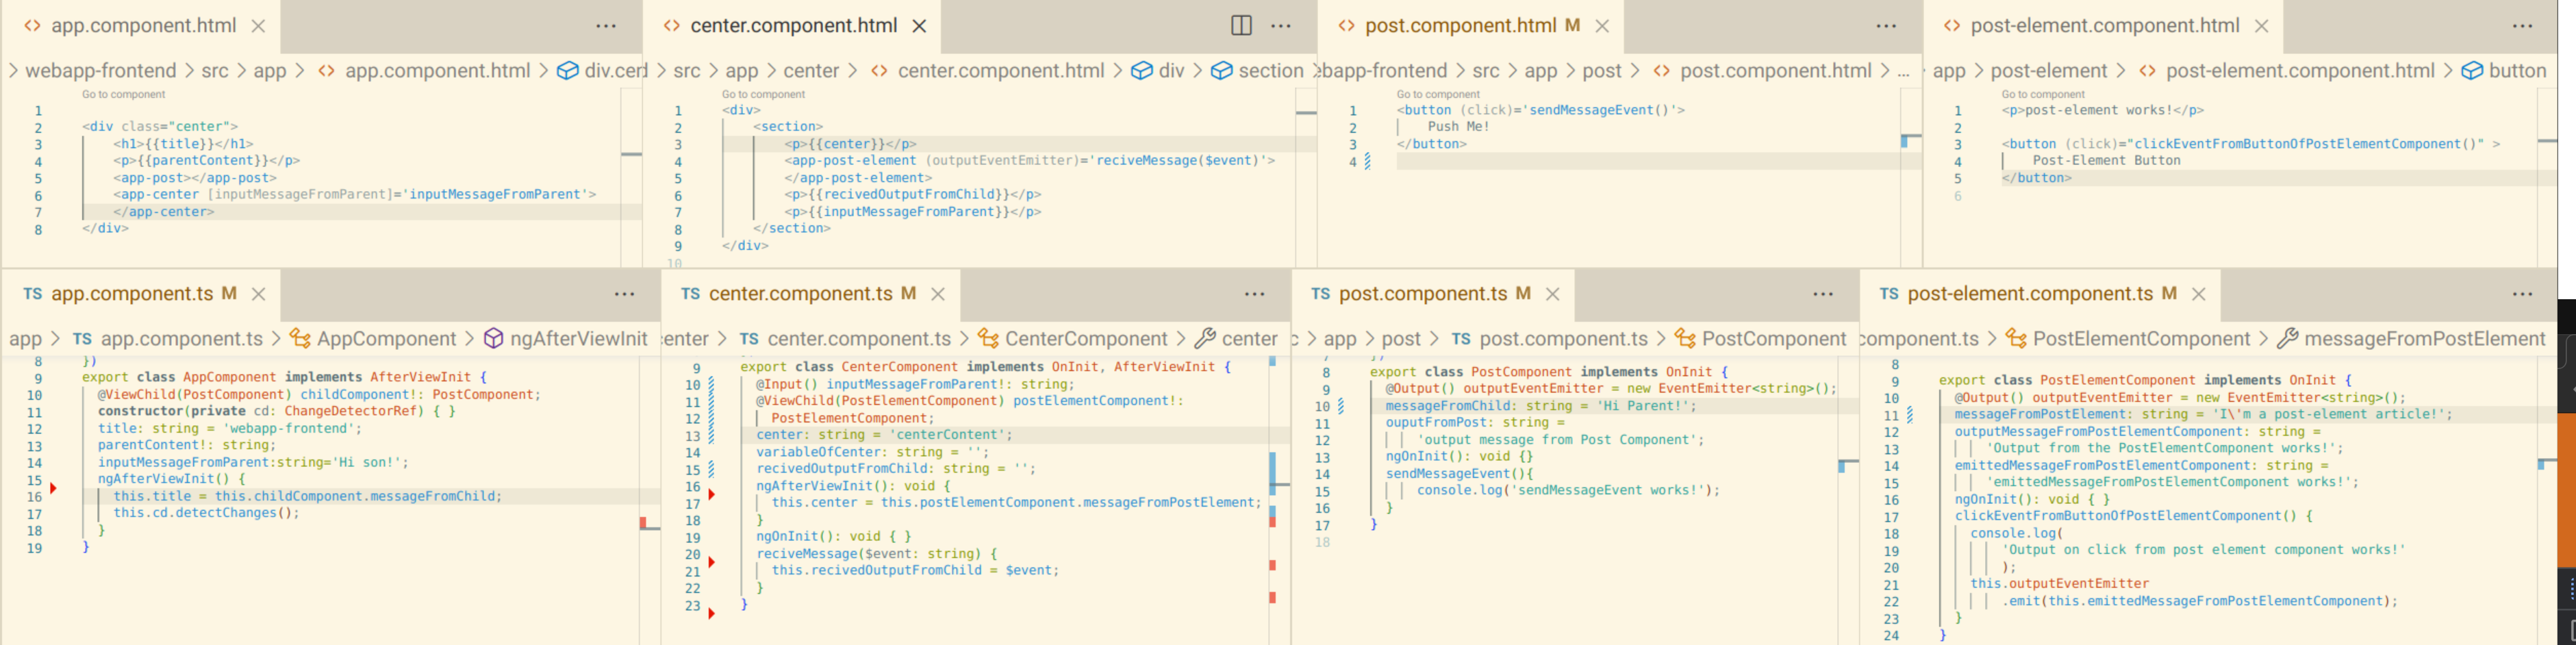 app.component.html
webapp-frontend > src > app > app.component.html > div.cen
Go to component
1
2 <div class="center">
3 <h1>{{title}}</h1>
4 <p>{{parentContent}}</p>
5 <app-post></app-post>
6 <app-center [inputMessageFromParent]='inputMessageFromParent'>
7 </app-center>
8 </div>
center.component.html
> src > app > center > center.component.html > div > section
Go to component
1 <div>
2 <section>
3 <p>{{center}}</p>
4 <app-post-element (outputEventEmitter)='reciveMessage($event)'>
5 </app-post-element>
6 <p>{{recivedOutputFromChild}}</p>
7 <p>{{inputMessageFromParent}}</p>
8 </section>
9 </div>
10
post.component.html M
bapp-frontend > src > app > post > post.component.html > ...
Go to component
1 <button (click)='sendMessageEvent()'>
2 Push Me!
3 </button>
4
post-element.component.html
app > post-element > post-element.component.html > button
Go to component
1 <p>post-element works!</p>
2
3 <button (click)="clickEventFromButtonOfPostElementComponent()" >
4 Post-Element Button
5 </button>
6
TS app.component.ts M
app > TS app.component.ts > AppComponent > ngAfterViewInit
8 })
9 export class AppComponent implements AfterViewInit {
10 @ViewChild(PostComponent) childComponent!: PostComponent;
11 constructor(private cd: ChangeDetectorRef) { }
12 title: string = 'webapp-frontend';
13 parentContent!: string;
14 inputMessageFromParent:string='Hi son!';
15 ngAfterViewInit() {
16 this.title = this.childComponent.messageFromChild;
17 this.cd.detectChanges();
18 }
19 }
TS center.component.ts M
center > TS center.component.ts > CenterComponent > center
9 export class CenterComponent implements OnInit, AfterViewInit {
10 @Input() inputMessageFromParent!: string;
11 @ViewChild(PostElementComponent) postElementComponent!:
12 PostElementComponent;
13 center: string = 'centerContent';
14 variableOfCenter: string = '';
15 recivedOutputFromChild: string = '';
16 ngAfterViewInit(): void {
17 this.center = this.postElementComponent.messageFromPostElement;
18 }
19 ngOnInit(): void { }
20 reciveMessage($event: string) {
21 this.recivedOutputFromChild = $event;
22 }
23 }
TS post.component.ts M
c > app > post > TS post.component.ts > PostComponent
7 })
8 export class PostComponent implements OnInit {
9 @Output() outputEventEmitter = new EventEmitter<string>();
10 messageFromChild: string = 'Hi Parent!';
11 ouputFromPost: string =
12 'output message from Post Component';
13 ngOnInit(): void {}
14 sendMessageEvent(){
15 console.log('sendMessageEvent works!');
16 }
17 }
18
TS post-element.component.ts M
component.ts > PostElementComponent > messageFromPostElement
8
9 export class PostElementComponent implements OnInit {
10 @Output() outputEventEmitter = new EventEmitter<string>();
11 messageFromPostElement: string = 'I\'m a post-element article!';
12 outputMessageFromPostElementComponent: string =
13 'Output from the PostElementComponent works!';
14 emittedMessageFromPostElementComponent: string =
15 'emittedMessageFromPostElementComponent works!';
16 ngOnInit(): void { }
17 clickEventFromButtonOfPostElementComponent() {
18 console.log(
19 'Output on click from post element component works!'
20 );
21 this.outputEventEmitter
22 .emit(this.emittedMessageFromPostElementComponent);
23 }
24 }